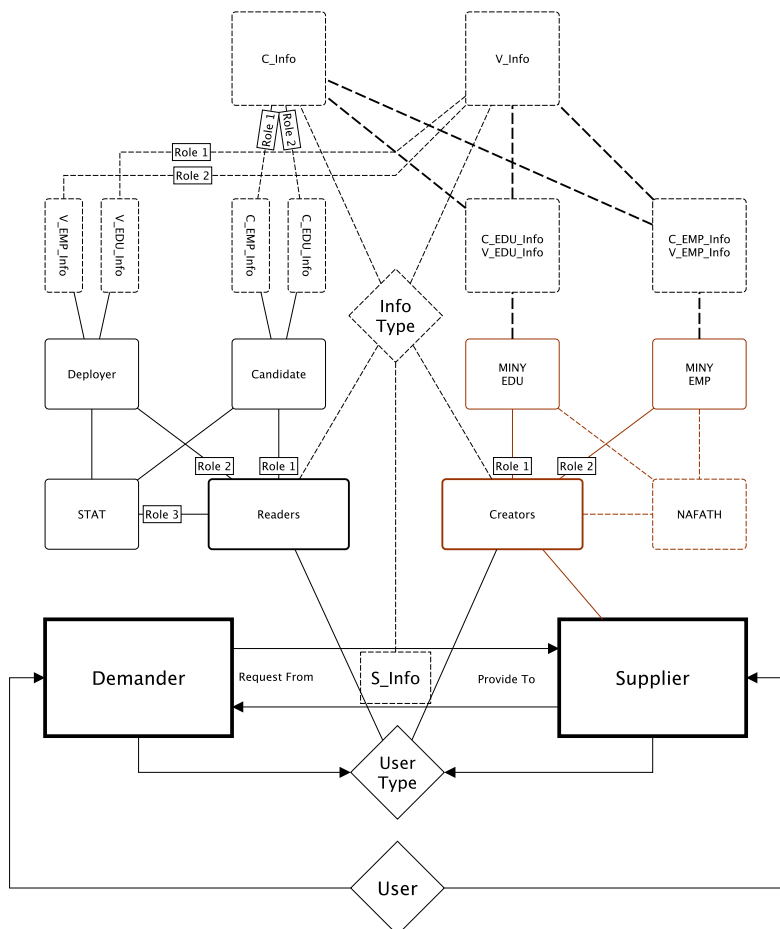 C_Info
V_Info
Role 1
Role 2
Role 1
Role 2
V_EMP_Info
V_EDU_Info
C_EMP_Info
C_EDU_Info
C_EDU_Info
V_EDU_Info
C_EMP_Info
V_EMP_Info
Info
Type
Deployer
Candidate
MINY
EDU
MINY
EMP
Role 2
Role 1
Role 1
Role 2
STAT
Role 3
Readers
Creators
NAFATH
Demander
Request From
S_Info
Provide To
Supplier
User
Type
User